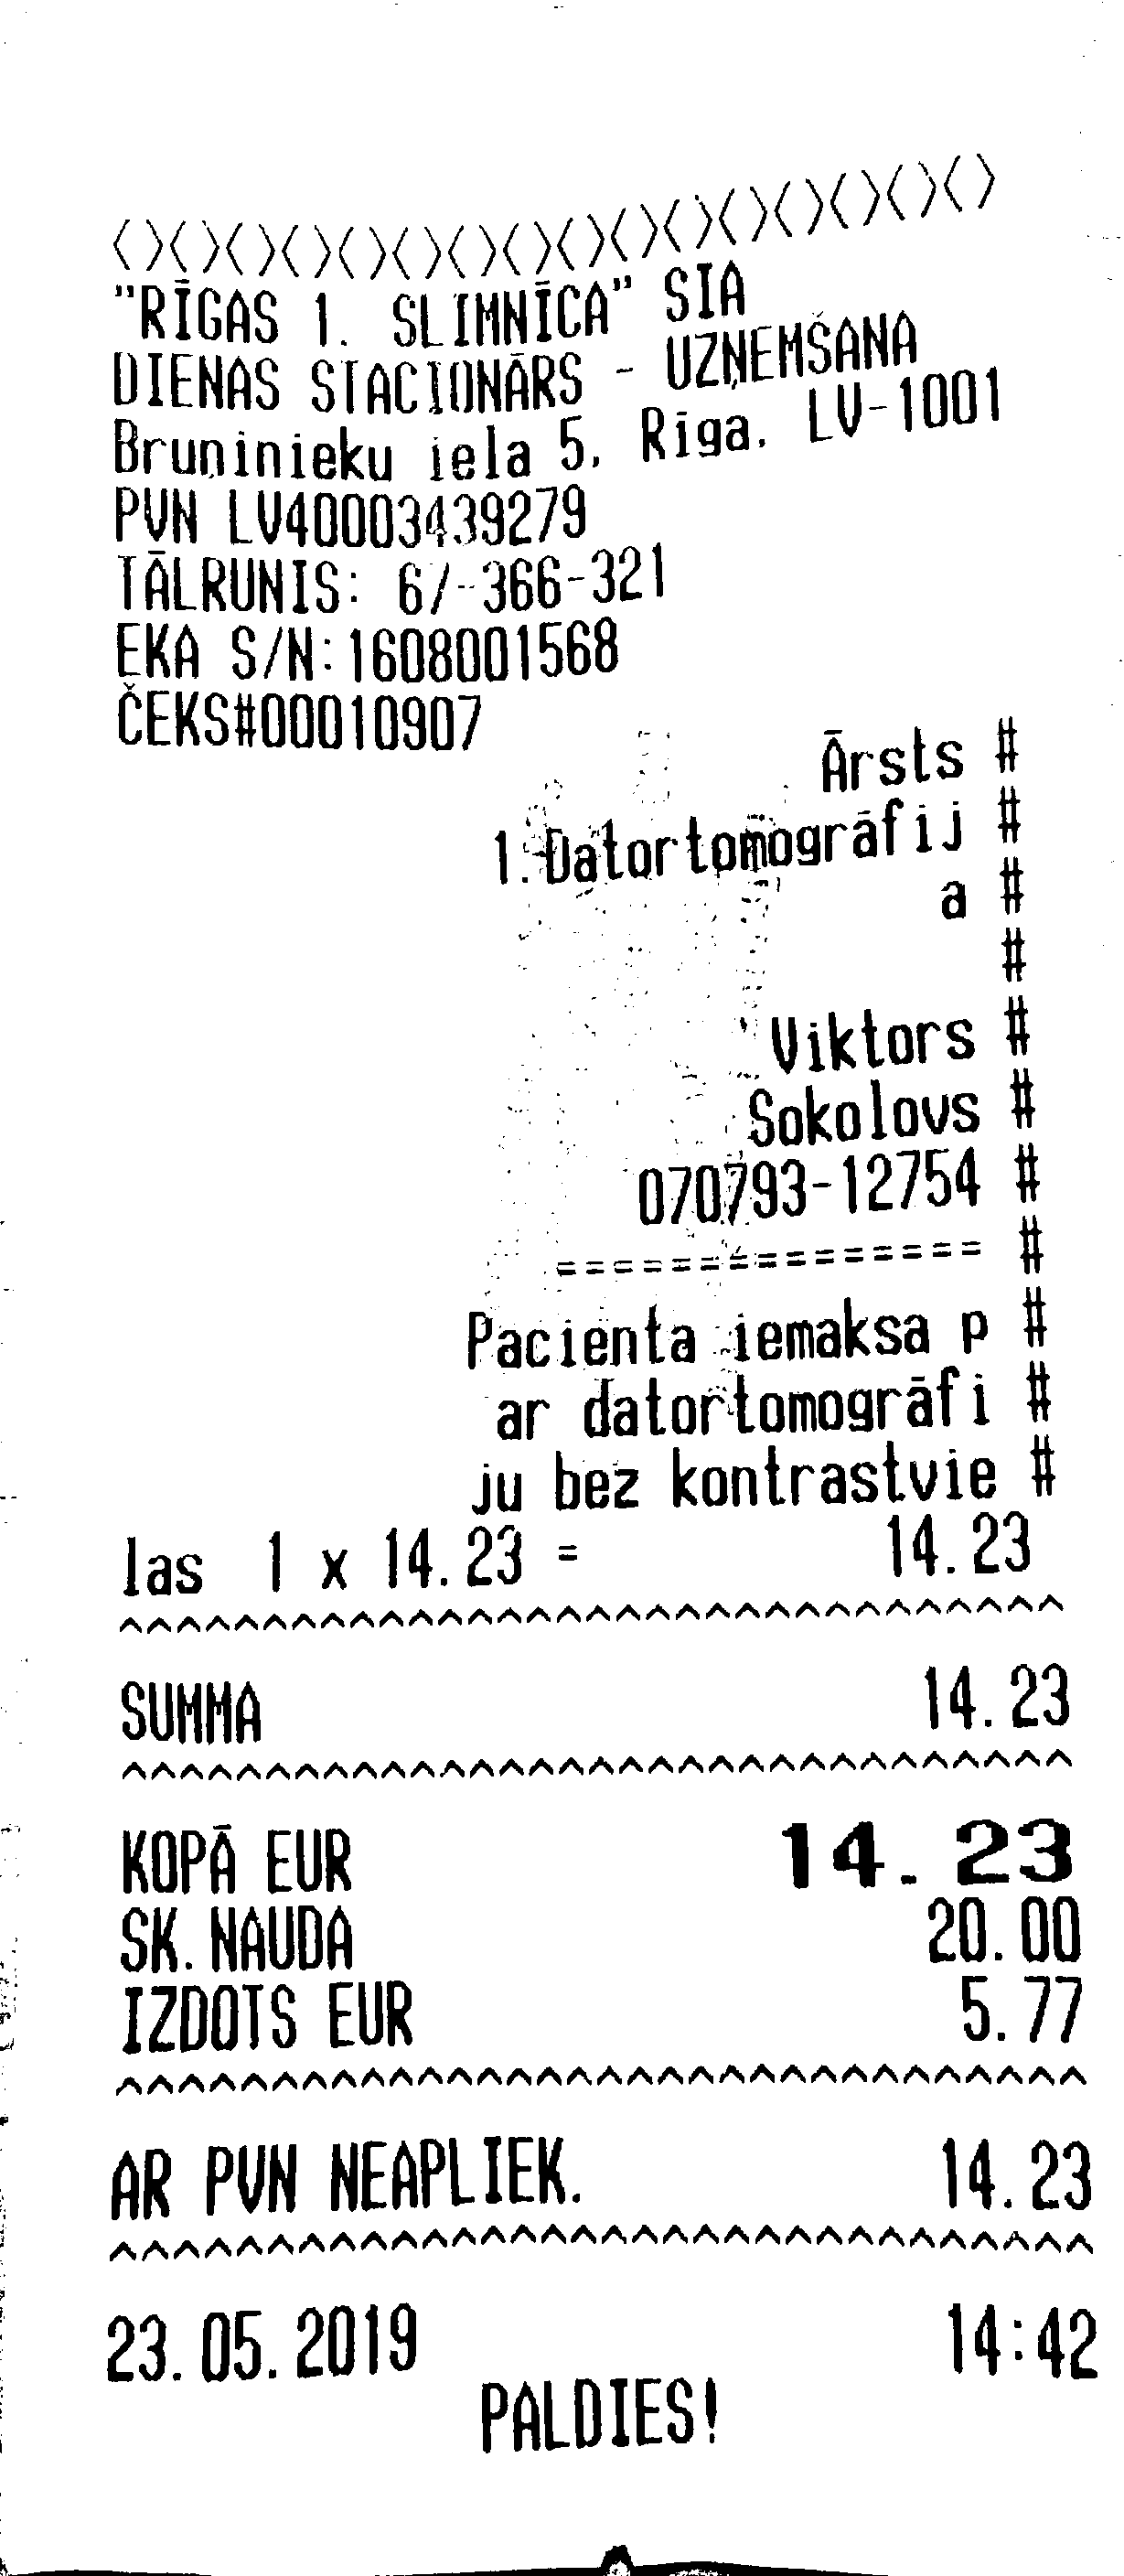 <><><><><><><><><><><><><><><><>
"RĪGAS 1. SLIMNĪCA" SIA
DIENAS STACIONĀRS - UZŅEMŠANA
Bruņinieku iela 5, Rīga, LV-1001
PVN LV40003439279
TĀLRUNIS: 67-366-321
EKA S/N:1608001568
ČEKS#00010907
Ārsts #
1.Datortomogrāfij #
a #
#
Viktors #
Sokolovs #
070793-12754 #
=============== #
Pacienta iemaksa p #
ar datortomogrāfi #
ju bez kontrastvie #
las 1 x 14.23 = 14.23
^^^^^^^^^^^^^^^^^^^^^^^^^^^^^^^^
SUMMA 14.23
^^^^^^^^^^^^^^^^^^^^^^^^^^^^^^^^
KOPĀ EUR 14.23
SK.NAUDA 20.00
IZDOTS EUR 5.77
^^^^^^^^^^^^^^^^^^^^^^^^^^^^^^^^
AR PVN NEAPLIEK. 14.23
^^^^^^^^^^^^^^^^^^^^^^^^^^^^^^^^
23.05.2019 14:42
PALDIES!